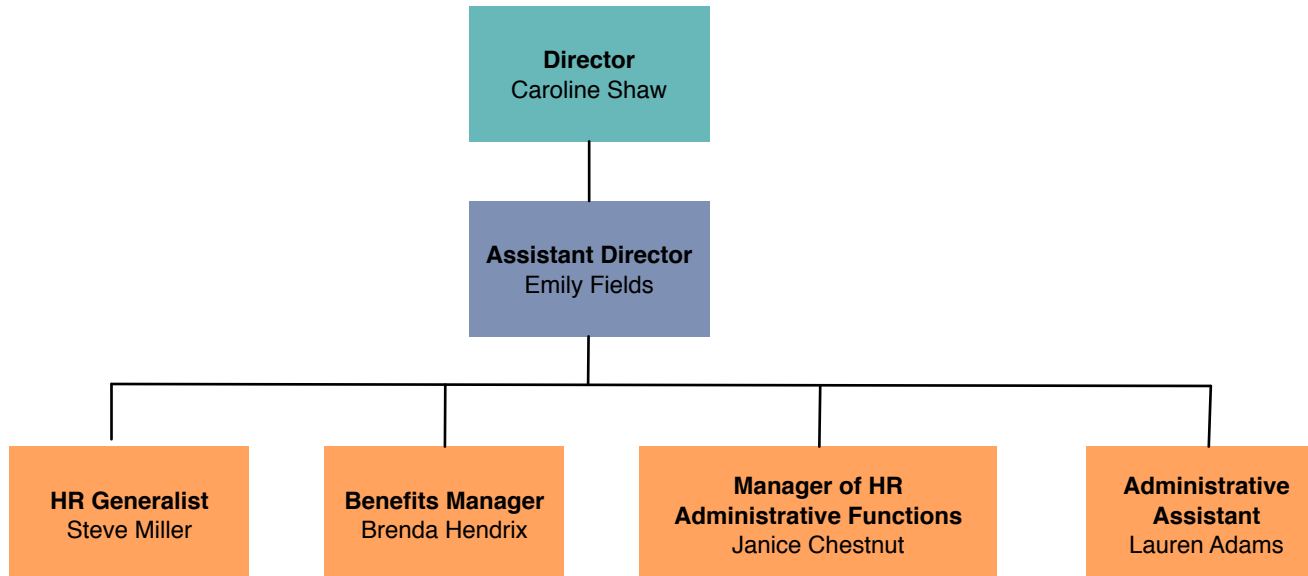 Director
Caroline Shaw
Assistant Director
Emily Fields
HR Generalist
Steve Miller
Benefits Manager
Brenda Hendrix
Manager of HR
Administrative Functions
Janice Chestnut
Administrative
Assistant
Lauren Adams